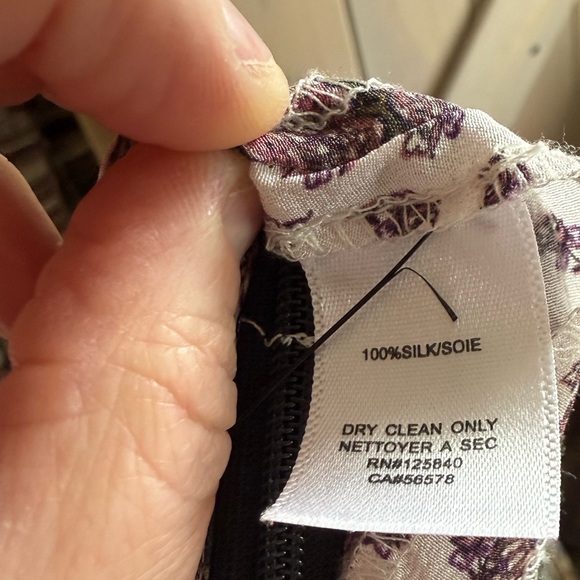 100%SILK/SOIE
DRY CLEAN ONLY
NETTOYER A SEC
RN#125840
CA#56578